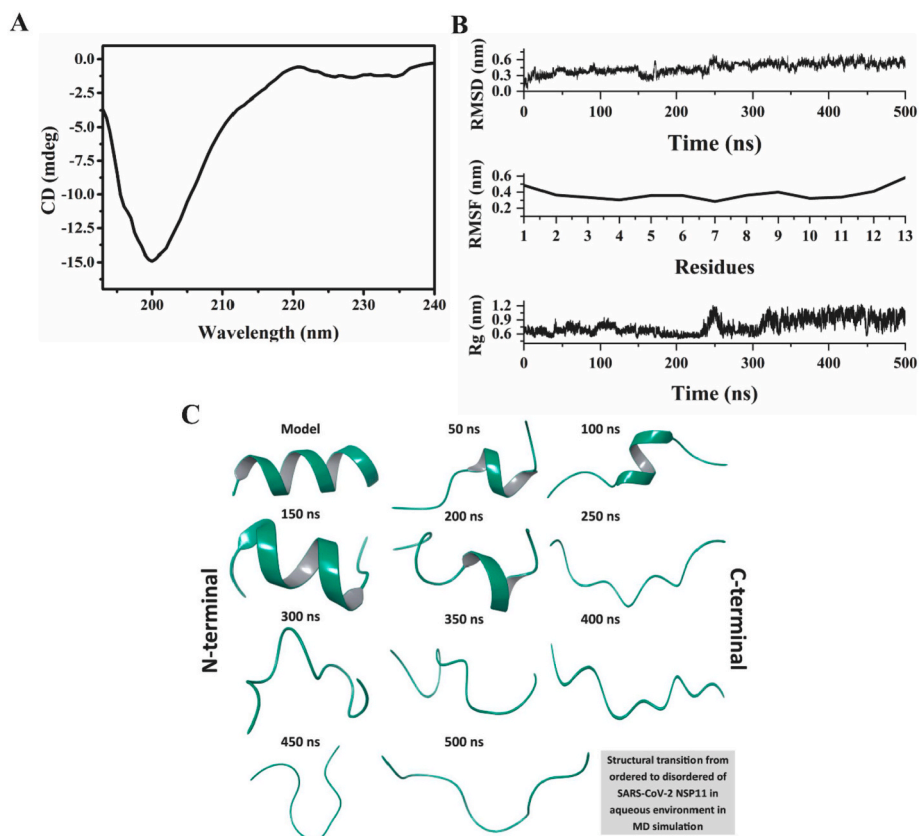 A
0.0
-2.5
-5.0
-7.5
-10.0
-12.5
-15.0
CD (mdeg)
200 210 220 230 240
Wavelength (nm)
B
0.6
0.3
0.0
RMSD (nm)
0 100 200 300 400 500
Time (ns)
0.6
0.4
0.2
RMSF (nm)
1 2 3 4 5 6 7 8 9 10 11 12 13
Residues
1.2
0.9
0.6
Rg (nm)
0 100 200 300 400 500
Time (ns)
C
N-terminal
C-terminal
Model
50 ns
100 ns
150 ns
200 ns
250 ns
300 ns
350 ns
400 ns
450 ns
500 ns
Structural transition from
ordered to disordered of
SARS-CoV-2 NSP11 in
aqueous environment in
MD simulation